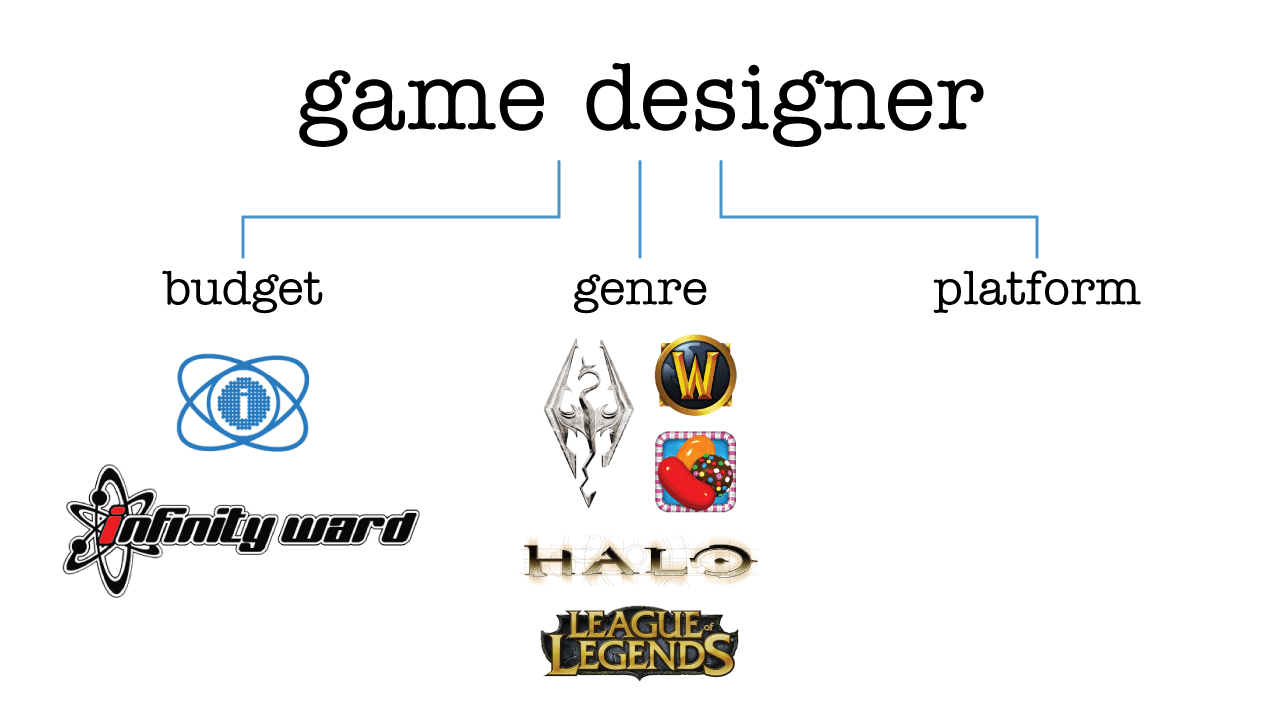 game designer
budget
genre
platform
i
infinity ward
W
HALO
LEAGUE of
LEGENDS